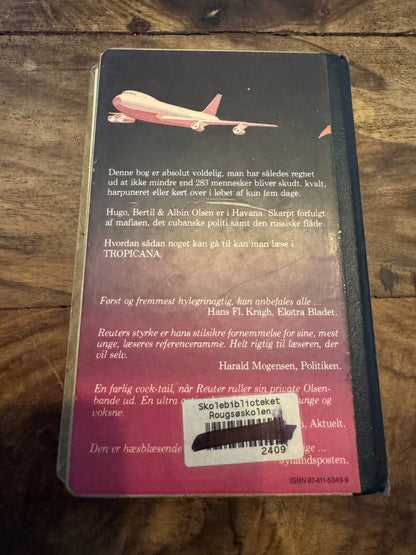 Denne bog er absolut voldelig, man har således regnet
ud at ikke mindre end 283 mennesker bliver skudt, kvalt,
harpuneret eller kørt over i løbet af kun fem dage.
Hugo, Bertil & Albin Olsen er i Havana. Skarpt forfulgt
af mafiaen, det cubanske politi samt den russiske flåde.
Hvordan sådan noget kan gå til kan man læse i
TROPICANA.
Først og fremmest hylegrinagtig, kan anbefales alle ...
Hans Fl. Kragh, Ekstra Bladet.
Reuters styrke er hans stilsikre fornemmelse for sine, mest
unge, læseres referenceramme. Helt rigtig til læseren, der
vil selv.
Harald Mogensen, Politiken.
En farlig cock-tail, når Reuter ruller sin private Olsen-
bande ud. En ultra unge og
voksne.
Aktuelt.
Den er hæsblæsende
Jyllandsposten.
Skolebiblioteket
Rougsøskolen
2409
ISBN 87-411-5349-9